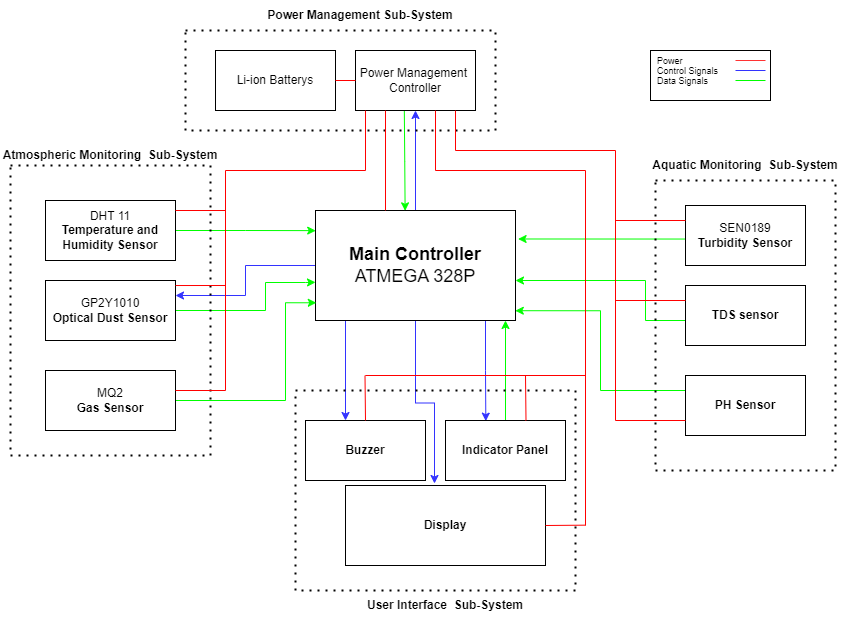 Power Management Sub-System
Li-ion Batterys
Power Management
Controller
Power
Control Signals
Data Signals
Atmospheric Monitoring Sub-System
DHT 11
Temperature and
Humidity Sensor
GP2Y1010
Optical Dust Sensor
MQ2
Gas Sensor
Main Controller
ATMEGA 328P
Aquatic Monitoring Sub-System
SEN0189
Turbidity Sensor
TDS sensor
PH Sensor
Buzzer
Indicator Panel
Display
User Interface Sub-System